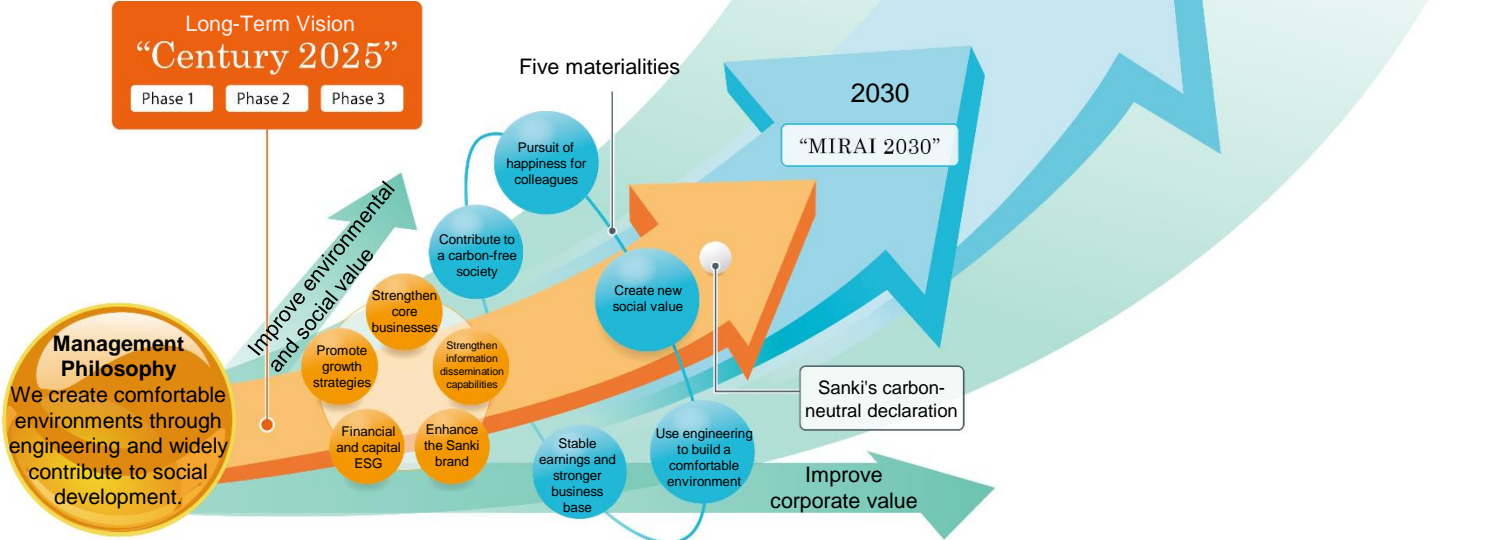 Long-Term Vision
“Century 2025”
Phase 1
Phase 2
Phase 3
Five materialities
2030
“MIRAI 2030”
Pursuit of
happiness for
colleagues
Contribute to
a carbon-free
society
Create new
social value
Improve environmental
and social value
Strengthen
core
businesses
Promote
growth
strategies
Strengthen
information
dissemination
capabilities
Financial
and capital
ESG
Enhance
the Sanki
brand
Management
Philosophy
We create comfortable
environments through
engineering and widely
contribute to social
development.
Sanki's carbon-
neutral declaration
Stable
earnings and
stronger
business
base
Use engineering
to build a
comfortable
environment
Improve
corporate value